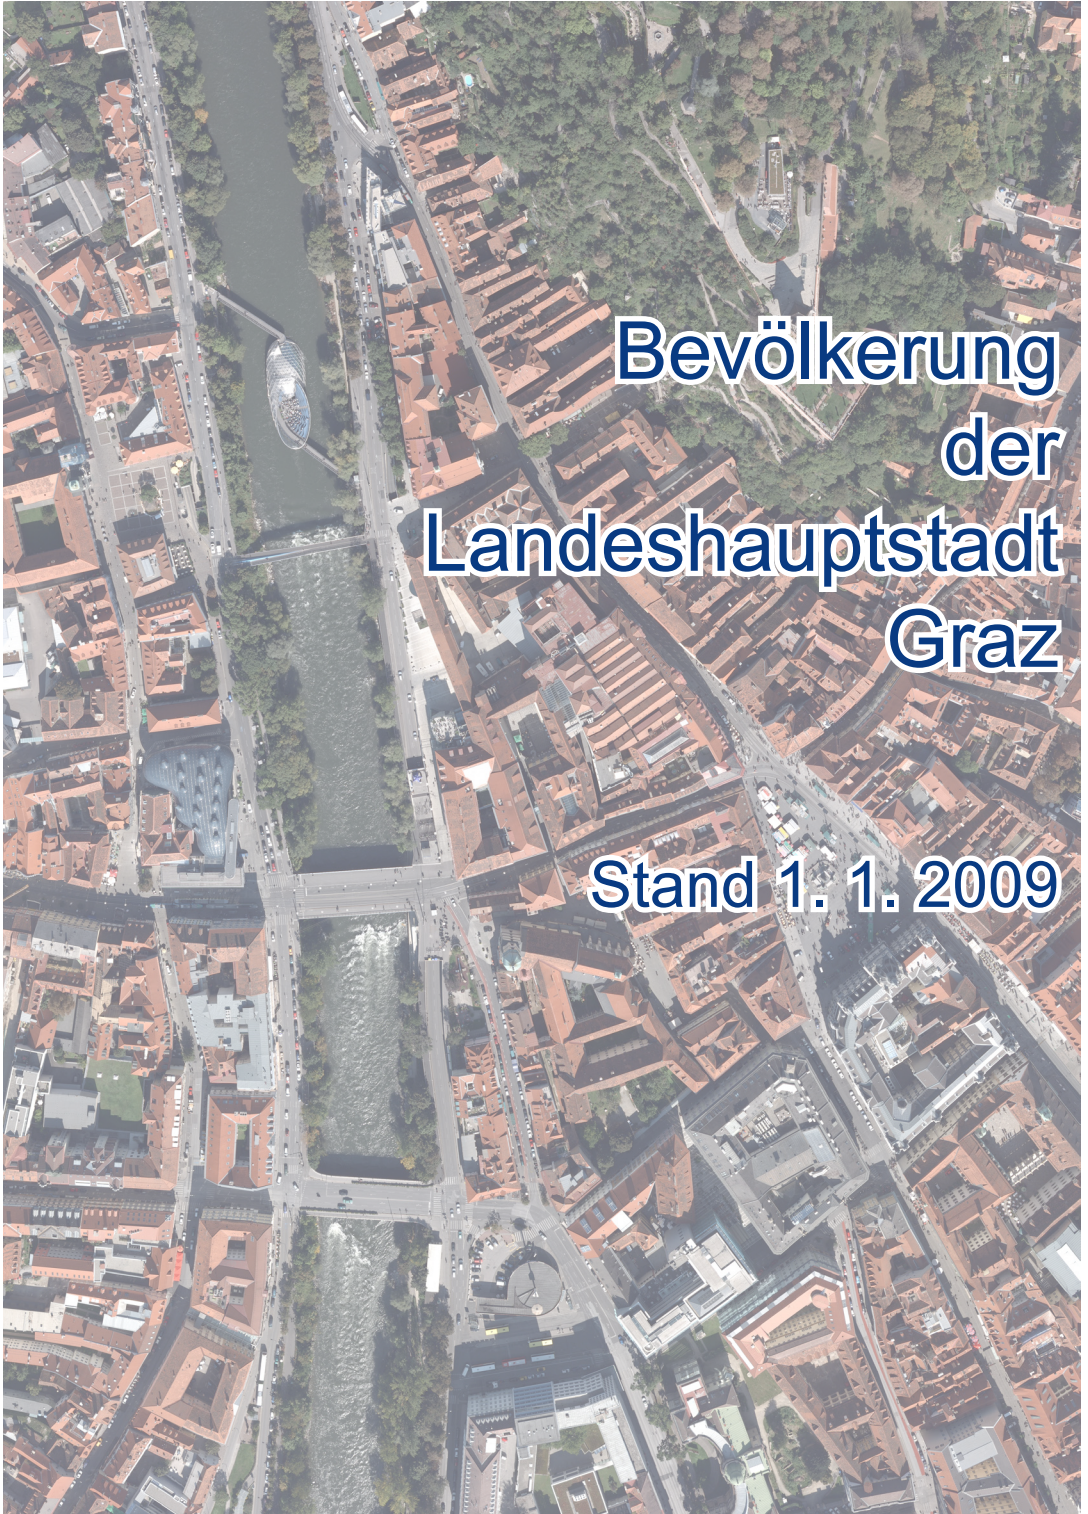 Bevölkerung
der
Landeshauptstadt
Graz
Stand 1. 1. 2009